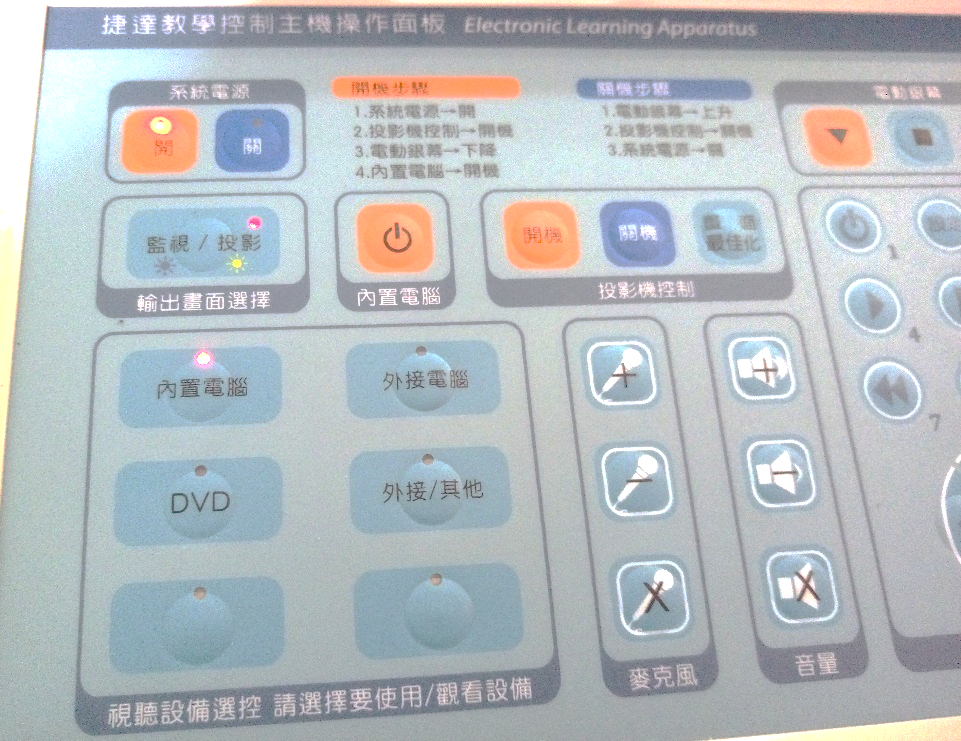 捷達教學控制主機操作面板 Electronic Learning Apparatus
系統電源
開
關
開機步驟
1.系統電源→開
2.投影機控制→開機
3.電動銀幕→下降
4.內置電腦→開機
關機步驟
1.電動銀幕→上升
2.投影機控制→關機
3.系統電源→關
電動銀幕
監視 / 投影
輸出畫面選擇
內置電腦
開機
關機
畫面
最佳化
投影機控制
1
4
7
內置電腦
外接電腦
DVD
外接/其他
視聽設備選控 請選擇要使用/觀看設備
麥克風
音量